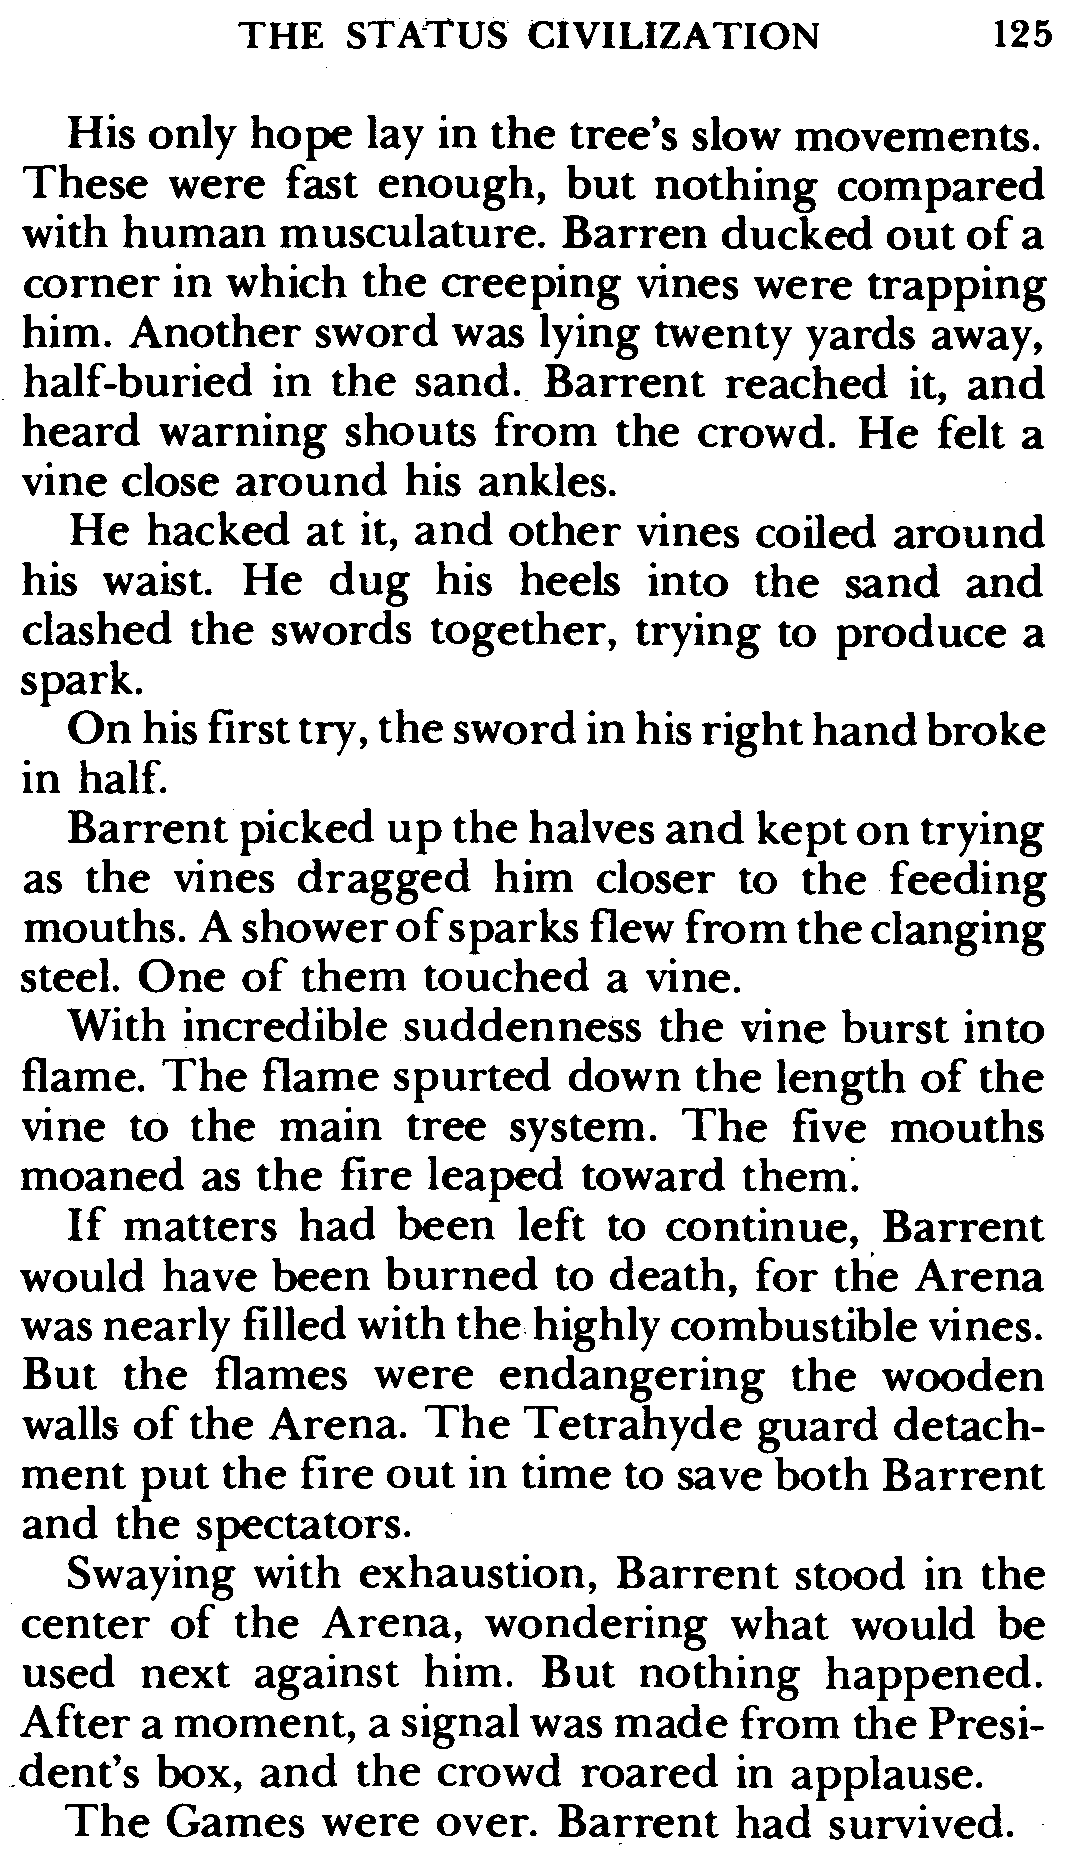 THE STATUS CIVILIZATION 125
His only hope lay in the tree's slow movements.
These were fast enough, but nothing compared
with human musculature. Barren ducked out of a
corner in which the creeping vines were trapping
him. Another sword was lying twenty yards away,
half-buried in the sand. Barrent reached it, and
heard warning shouts from the crowd. He felt a
vine close around his ankles.
He hacked at it, and other vines coiled around
his waist. He dug his heels into the sand and
clashed the swords together, trying to produce a
spark.
On his first try, the sword in his right hand broke
in half.
Barrent picked up the halves and kept on trying
as the vines dragged him closer to the feeding
mouths. A shower of sparks flew from the clanging
steel. One of them touched a vine.
With incredible suddenness the vine burst into
flame. The flame spurted down the length of the
vine to the main tree system. The five mouths
moaned as the fire leaped toward them.
If matters had been left to continue, Barrent
would have been burned to death, for the Arena
was nearly filled with the highly combustible vines.
But the flames were endangering the wooden
walls of the Arena. The Tetrahyde guard detach-
ment put the fire out in time to save both Barrent
and the spectators.
Swaying with exhaustion, Barrent stood in the
center of the Arena, wondering what would be
used next against him. But nothing happened.
After a moment, a signal was made from the Presi-
dent's box, and the crowd roared in applause.
The Games were over. Barrent had survived.